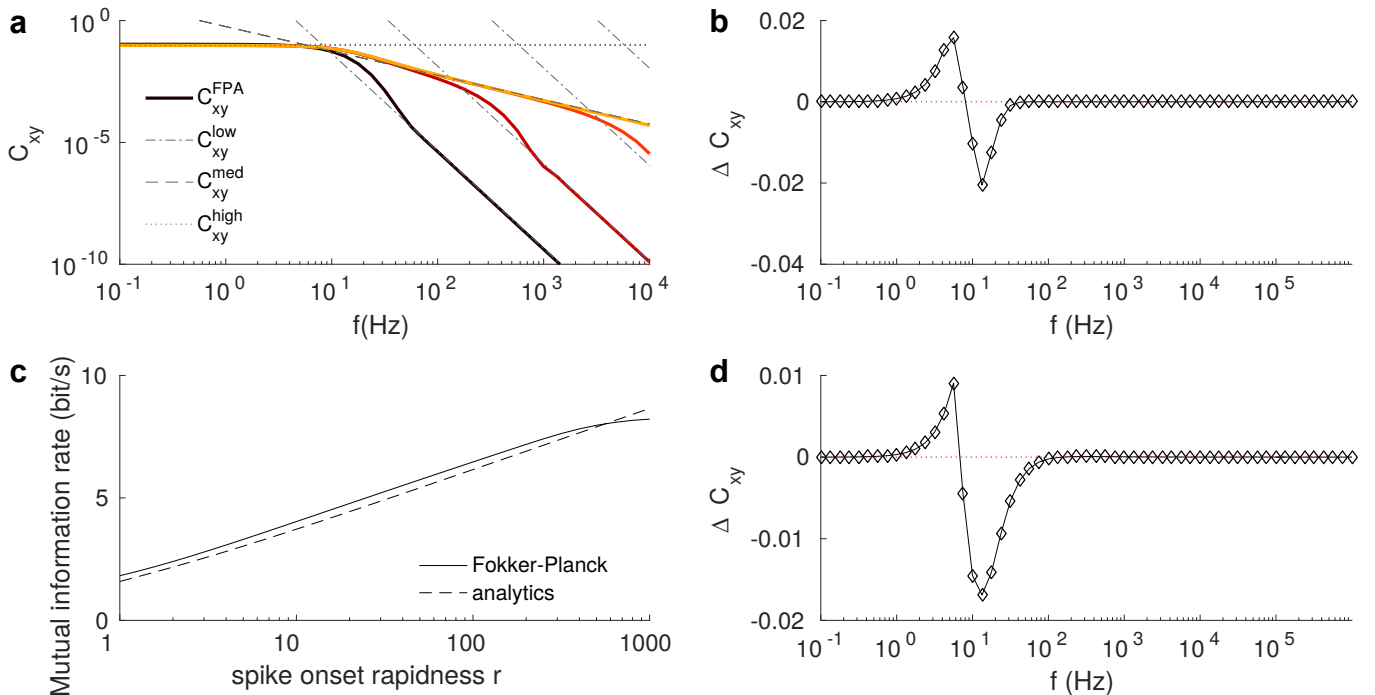 a
10^0
10^-5
10^-10
C_xy
C_xy^FPA
C_xy^low
C_xy^med
C_xy^high
10^-1 10^0 10^1 10^2 10^3 10^4
f(Hz)
b
0.02
0
-0.02
-0.04
Δ C_xy
10^-1 10^0 10^1 10^2 10^3 10^4 10^5
f (Hz)
c
10
5
0
Mutual information rate (bit/s)
Fokker-Planck
analytics
1 10 100 1000
spike onset rapidness r
d
0.01
0
-0.01
-0.02
Δ C_xy
10^-1 10^0 10^1 10^2 10^3 10^4 10^5
f (Hz)